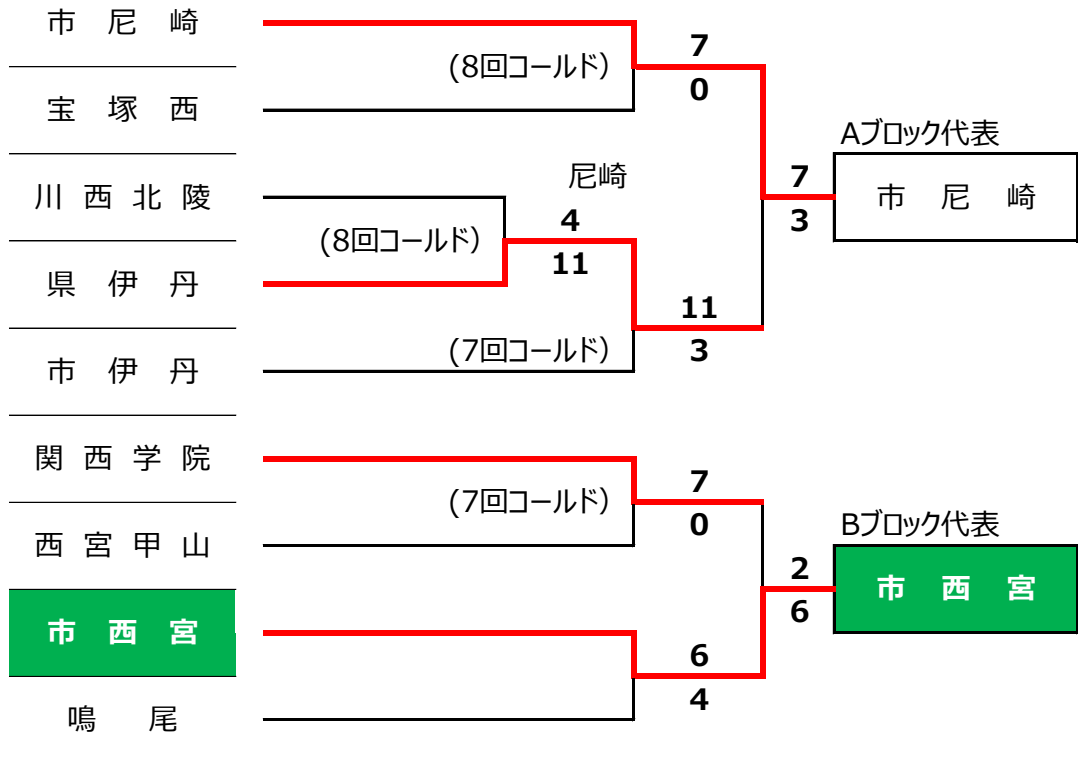 市尼崎
(8回コールド)
7
0
宝塚西
Aブロック代表
川西北陵
尼崎
7
3
市尼崎
(8回コールド)
4
11
県伊丹
11
3
(7回コールド)
市伊丹
関西学院
(7回コールド)
7
0
西宮甲山
Bブロック代表
2
6
市西宮
市西宮
6
4
鳴尾